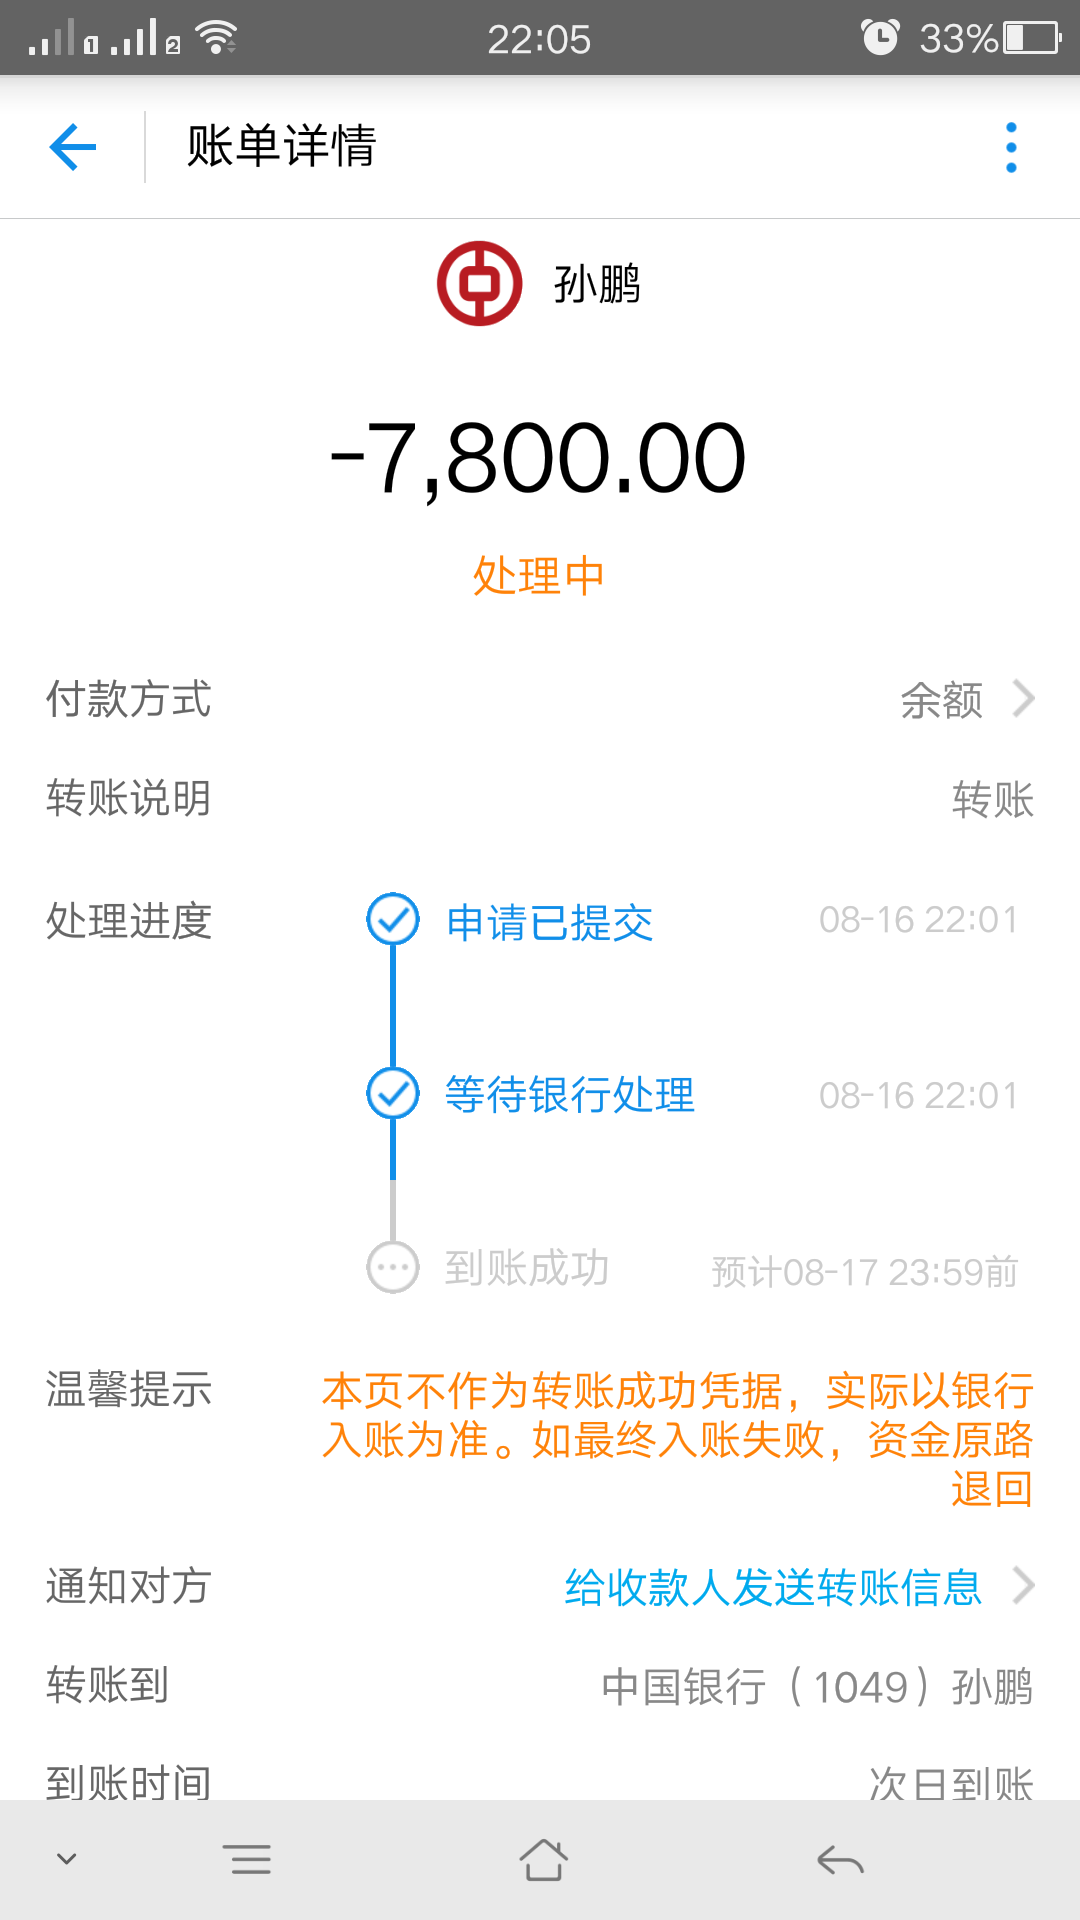 1 2 22:05 33%
账单详情
孙鹏
-7,800.00
处理中
付款方式 余额
转账说明 转账
处理进度 申请已提交 08-16 22:01
等待银行处理 08-16 22:01
到账成功 预计08-17 23:59前
温馨提示 本页不作为转账成功凭据，实际以银行
入账为准。如最终入账失败，资金原路
退回
通知对方 给收款人发送转账信息
转账到 中国银行（1049）孙鹏
到账时间 次日到账